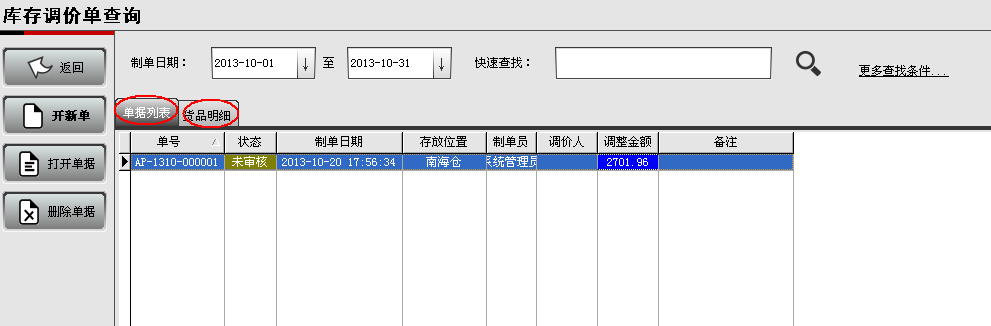 库存调价单查询
返回
开新单
打开单据
删除单据
制单日期： 2013-10-01 至 2013-10-31 快速查找： 更多查找条件...
单据列表 货品明细
单号 状态 制单日期 存放位置 制单员 调价人 调整金额 备注
AP-1310-000001 未审核 2013-10-20 17:56:34 南海仓 系统管理员 2701.96